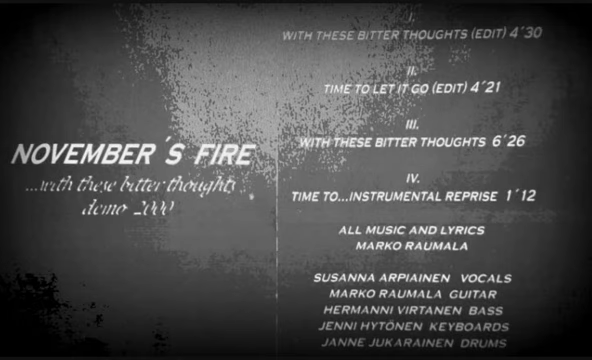 NOVEMBER´S FIRE
...with these bitter thoughts
demo 2000
I.
WITH THESE BITTER THOUGHTS (EDIT) 4´30
II.
TIME TO LET IT GO (EDIT) 4´21
III.
WITH THESE BITTER THOUGHTS 6´26
IV.
TIME TO...INSTRUMENTAL REPRISE 1´12
ALL MUSIC AND LYRICS
MARKO RAUMALA
SUSANNA ARPIAINEN VOCALS
MARKO RAUMALA GUITAR
HERMANNI VIRTANEN BASS
JENNI HYTÖNEN KEYBOARDS
JANNE JUKARAINEN DRUMS